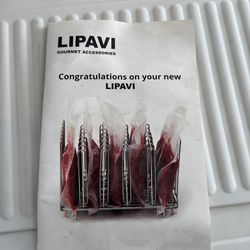 LIPAVI
GOURMET ACCESSORIES
Congratulations on your new
LIPAVI